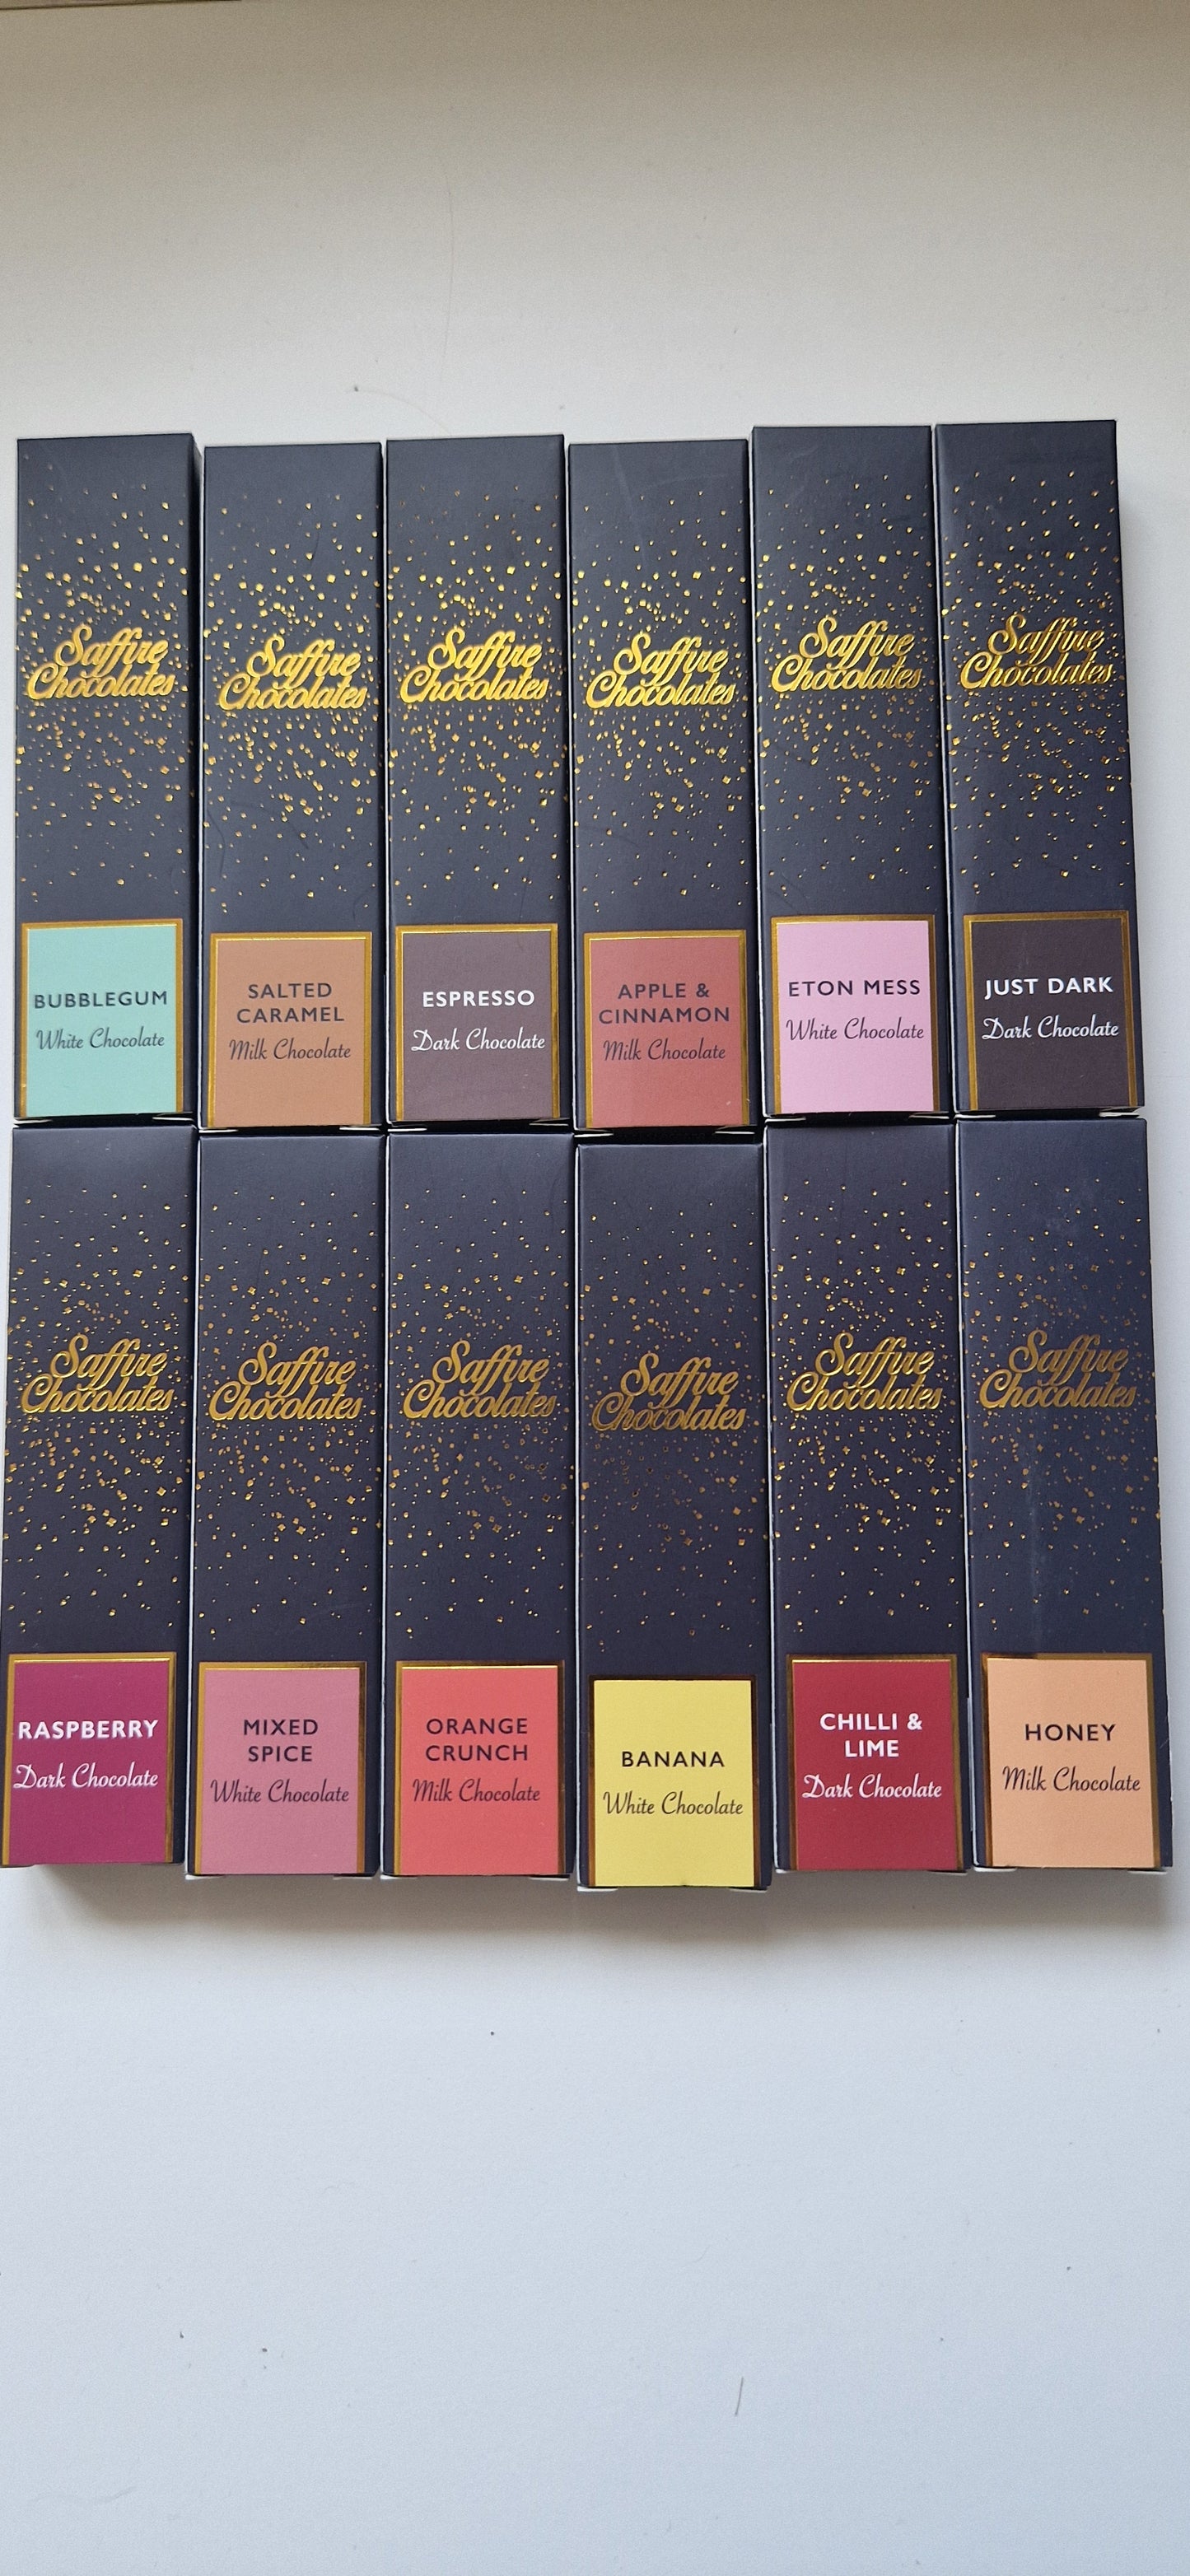 Saffire
Chocolates
BUBBLEGUM
White Chocolate
Saffire
Chocolates
SALTED
CARAMEL
Milk Chocolate
Saffire
Chocolates
ESPRESSO
Dark Chocolate
Saffire
Chocolates
APPLE &
CINNAMON
Milk Chocolate
Saffire
Chocolates
ETON MESS
White Chocolate
Saffire
Chocolates
JUST DARK
Dark Chocolate
Saffire
Chocolates
RASPBERRY
Dark Chocolate
Saffire
Chocolates
MIXED
SPICE
White Chocolate
Saffire
Chocolates
ORANGE
CRUNCH
Milk Chocolate
Saffire
Chocolates
BANANA
White Chocolate
Saffire
Chocolates
CHILLI &
LIME
Dark Chocolate
Saffire
Chocolates
HONEY
Milk Chocolate